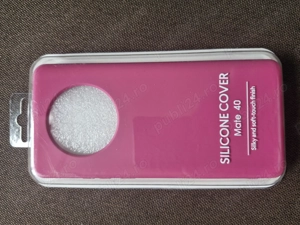 SILICONE COVER
Mate 40
Silky and soft-touch finish